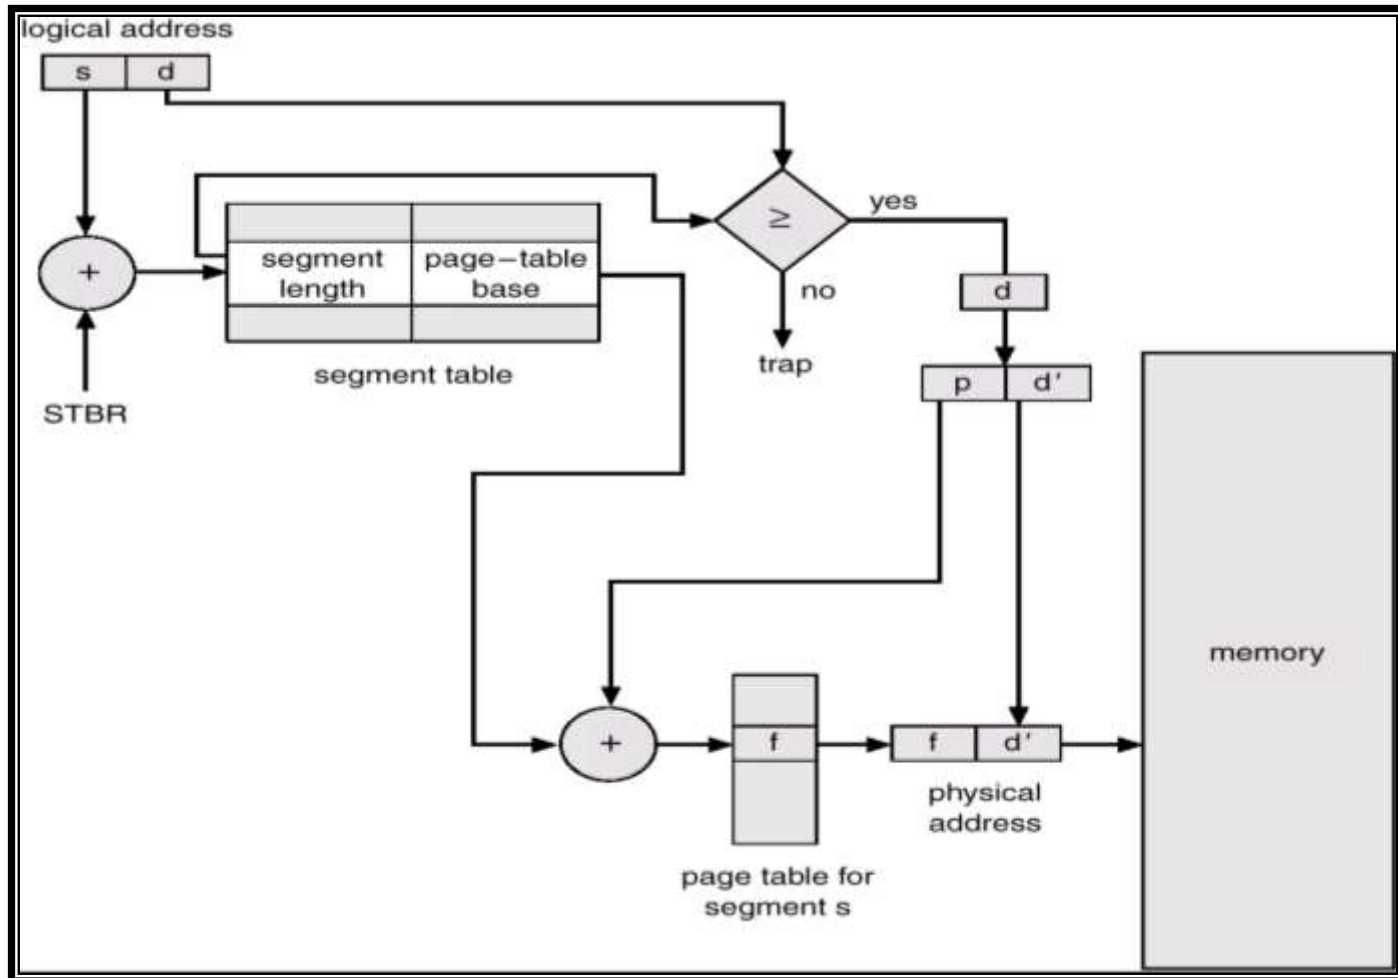 logical address
s d
+
STBR
segment length
page–table base
segment table
≥
yes
no
trap
d
p d'
+
f
f d'
physical
address
page table for
segment s
memory